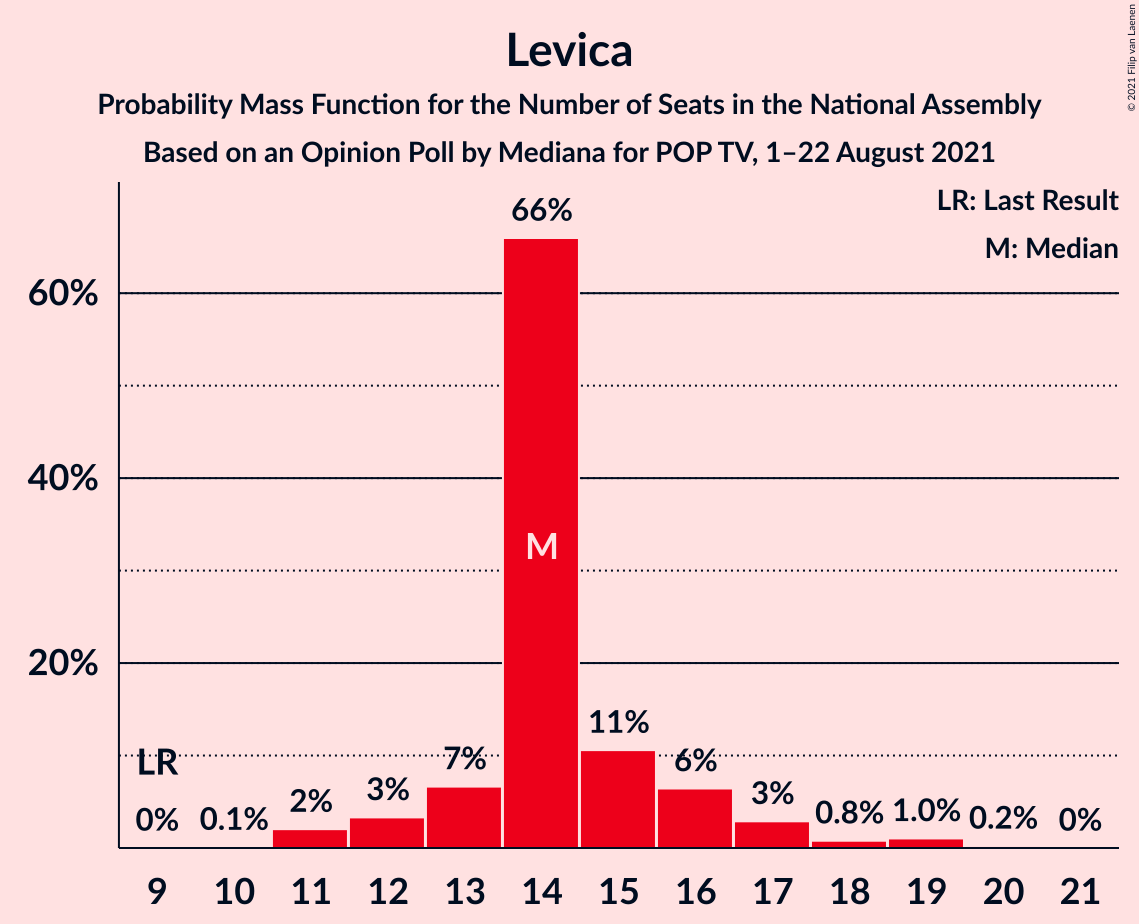 Levica
Probability Mass Function for the Number of Seats in the National Assembly
Based on an Opinion Poll by Mediana for POP TV, 1–22 August 2021
© 2021 Filip van Laenen
LR: Last Result
M: Median
66%
60%
40%
M
20%
11%
LR
7%
6%
3%
3%
2%
0%
0.1%
0.8%
1.0%
0.2%
0%
9 10 11 12 13 14 15 16 17 18 19 20 21